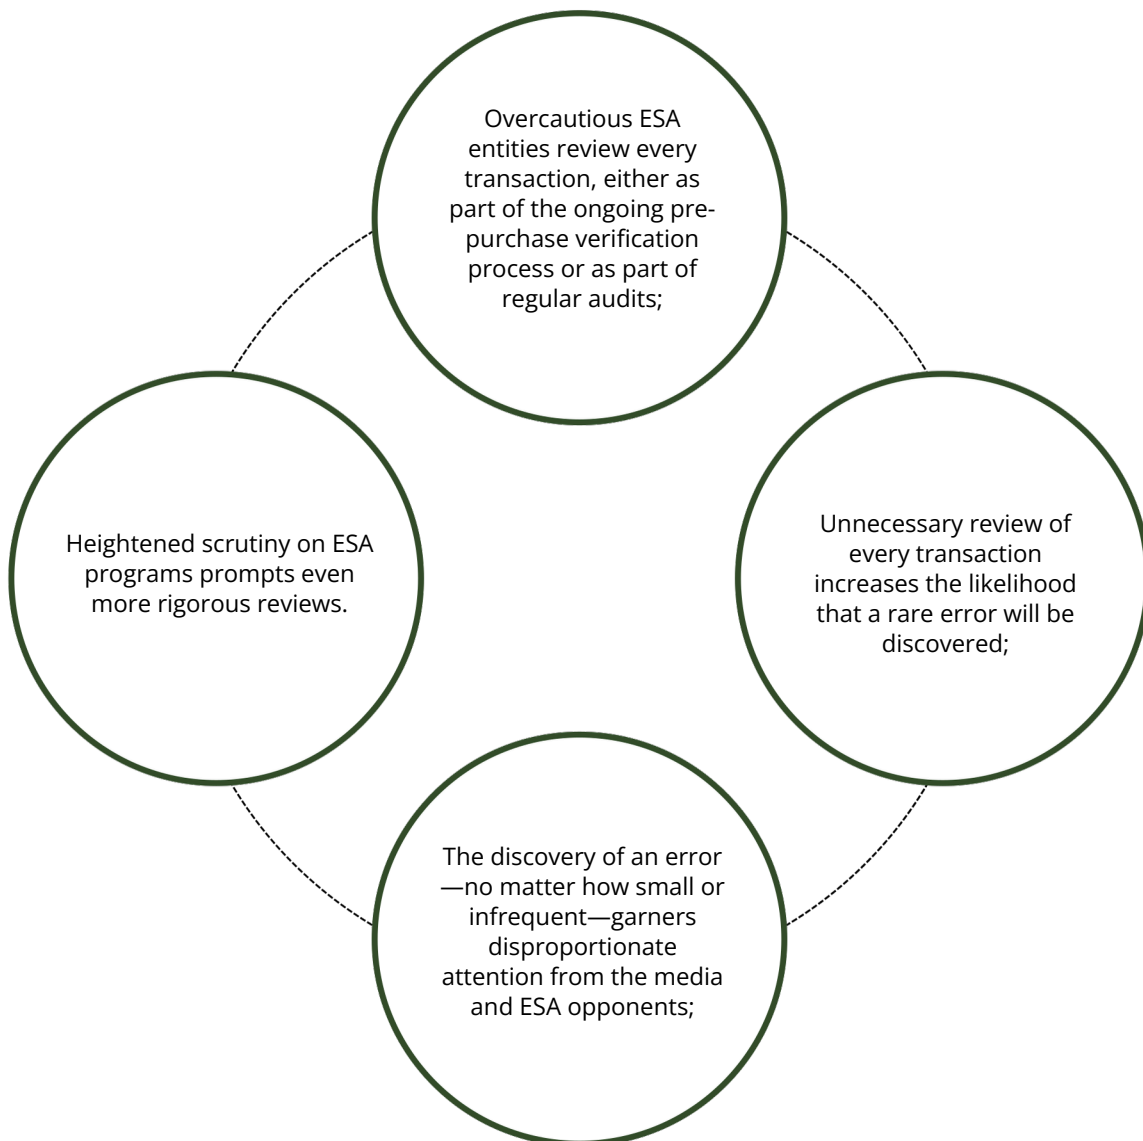 Overcautious ESA
entities review every
transaction, either as
part of the ongoing pre-
purchase verification
process or as part of
regular audits;
Unnecessary review of
every transaction
increases the likelihood
that a rare error will be
discovered;
The discovery of an error
—no matter how small or
infrequent—garners
disproportionate
attention from the media
and ESA opponents;
Heightened scrutiny on ESA
programs prompts even
more rigorous reviews.